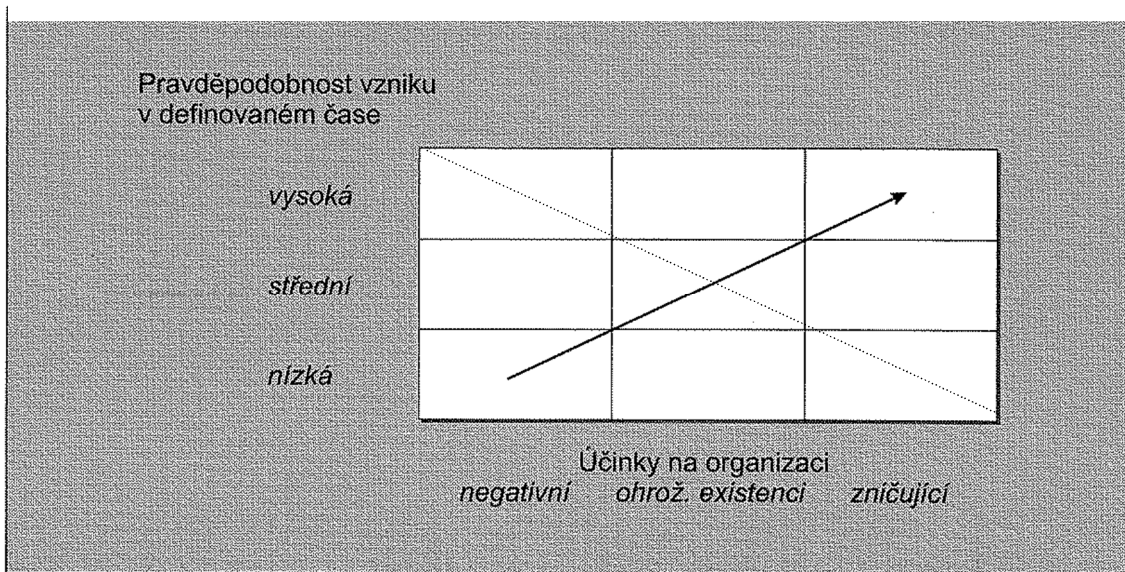 Pravděpodobnost vzniku
v definovaném čase
vysoká
střední
nízká
Účinky na organizaci
negativní ohrož. existenci zničující